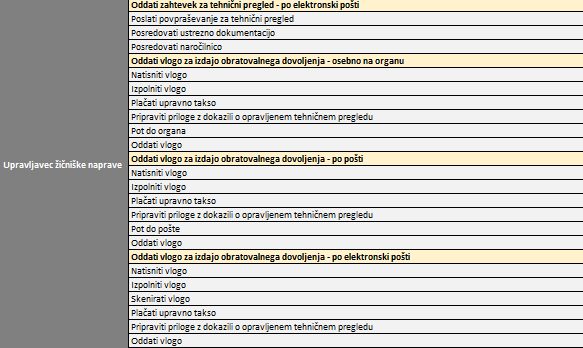 Oddati zahtevek za tehnični pregled - po elektronski pošti
Poslati povpraševanje za tehnični pregled
Posredovati ustrezno dokumentacijo
Posredovati naročilnico
Oddati vlogo za izdajo obratovalnega dovoljenja - osebno na organu
Natisniti vlogo
Izpolniti vlogo
Plačati upravno takso
Pripraviti priloge z dokazili o opravljenem tehničnem pregledu
Pot do organa
Oddati vlogo
Oddati vlogo za izdajo obratovalnega dovoljenja - po pošti
Upravljavec žičniške naprave
Natisniti vlogo
Izpolniti vlogo
Plačati upravno takso
Pripraviti priloge z dokazili o opravljenem tehničnem pregledu
Pot do pošte
Oddati vlogo
Oddati vlogo za izdajo obratovalnega dovoljenja - po elektronski pošti
Natisniti vlogo
Izpolniti vlogo
Skenirati vlogo
Plačati upravno takso
Pripraviti priloge z dokazili o opravljenem tehničnem pregledu
Oddati vlogo